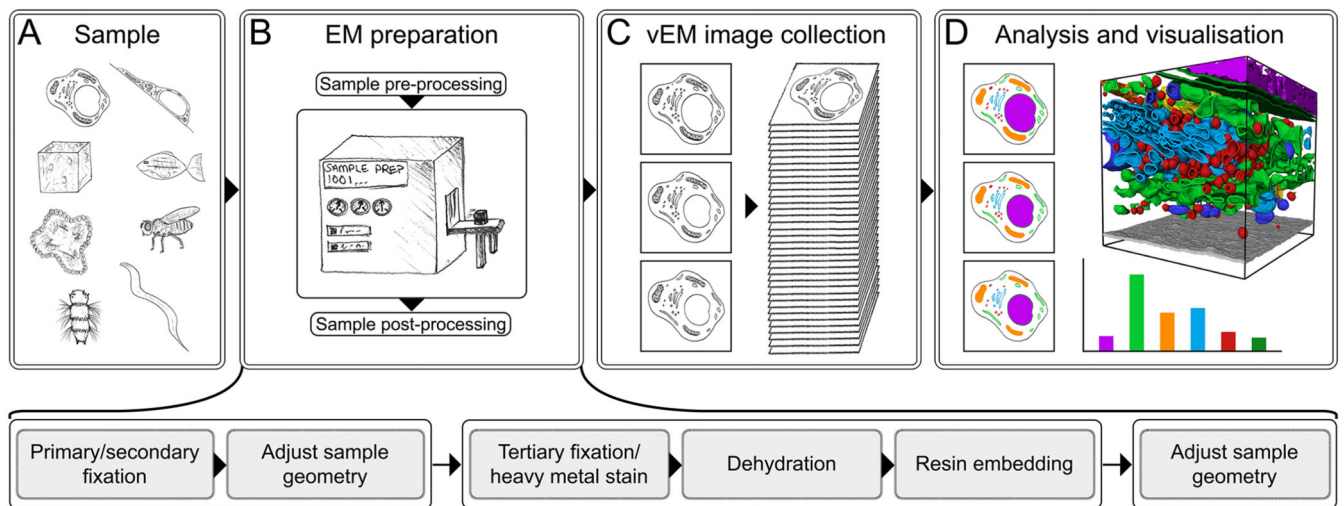 A Sample
B EM preparation
Sample pre-processing
SAMPLE PREP
1001...
Sample post-processing
C vEM image collection
D Analysis and visualisation
Primary/secondary
fixation
Adjust sample
geometry
Tertiary fixation/
heavy metal stain
Dehydration
Resin embedding
Adjust sample
geometry